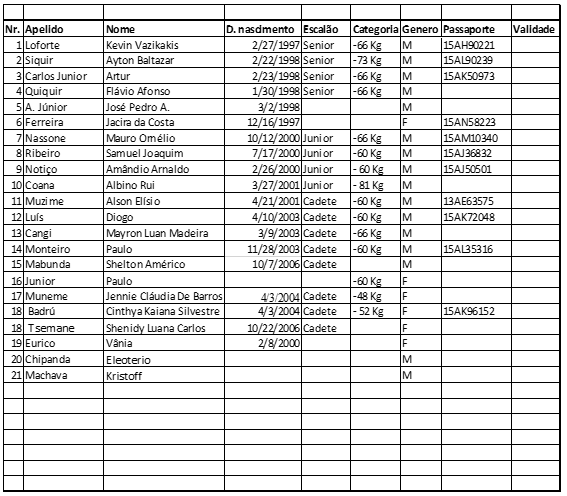 Nr. Apelido Nome D. nasdmento Escalão Categoria Genero Passaporte Validade
1 Loforte Kevin Vazikakis 2/27/1997 Senior -66 Kg M 15AH90221
2 Siquir Ayton Baltazar 2/22/1998 Senior -73 Kg M 15AL90239
3 Carlos Junior Artur 2/23/1998 Senior -66 Kg M 15AK50973
4 Quiquir Flávio Afonso 1/30/1998 Senior -66 Kg M
5 A. Júnior José Pedro A. 3/2/1998 M
6 Ferreira Jacira da Costa 12/16/1997 F 15AN58223
7 Nassone Mauro Ornélio 10/12/2000 Junior -66 Kg M 15AM10340
8 Ribeiro Samuel Joaquim 7/17/2000 Junior -60 Kg M 15AJ36832
9 Notiço Amândio Arnaldo 2/26/2000 Junior - 60 Kg M 15AJ50501
10 Coana Albino Rui 3/27/2001 Junior - 81 Kg M
11 Muzime Alson Elísio 4/21/2001 Cadete -60 Kg M 13AE63575
12 Luís Diogo 4/10/2003 Cadete -60 Kg M 15AK72048
13 Cangi Mayron Luan Madeira 3/9/2003 Cadete -66 Kg M
14 Monteiro Paulo 11/28/2003 Cadete -60 Kg M 15AL35316
15 Mabunda Shelton Américo 10/7/2006 Cadete M
16 Junior Paulo -60 Kg F
17 Muneme Jennie Cláudia De Barros 4/3/2004 Cadete -48 Kg F
18 Badrú Cinthya Kaiana Silvestre 4/3/2004 Cadete - 52 Kg F 15AK96152
18 Tsemane Shenidy Luana Carlos 10/22/2006 Cadete F
19 Eurico Vânia 2/8/2000 F
20 Chipanda Eleoterio M
21 Machava Kristoff M